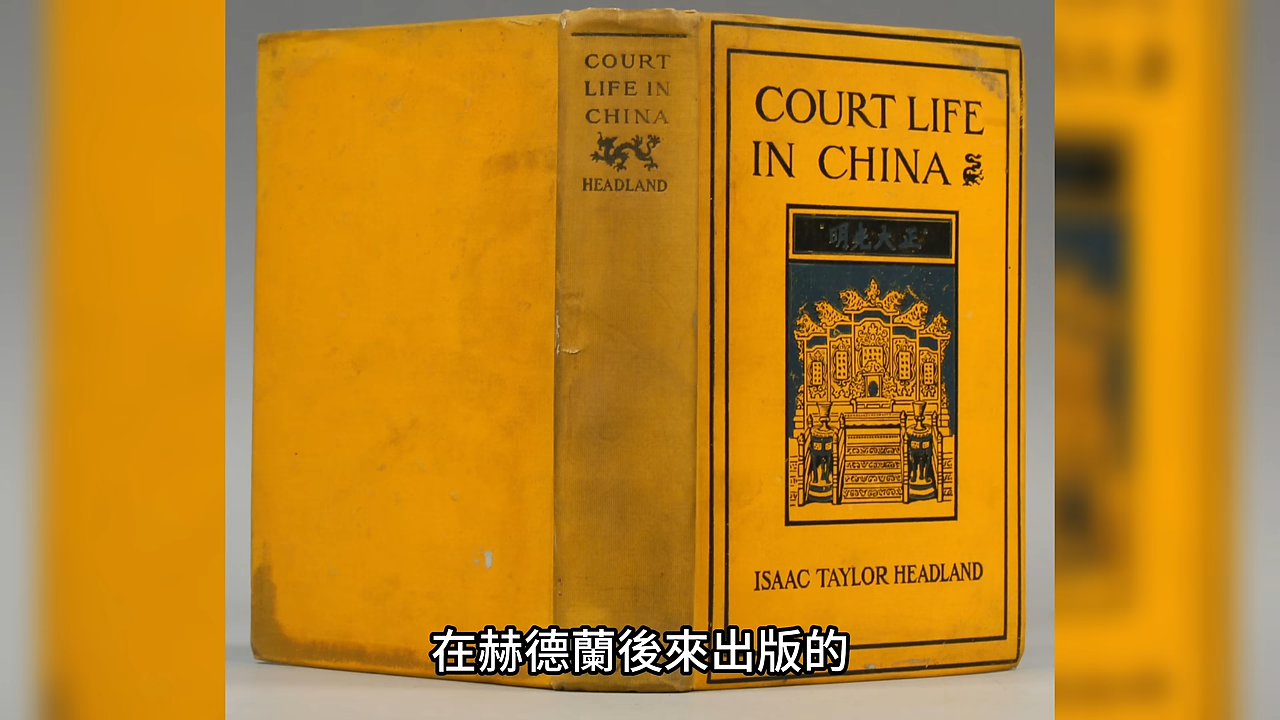 COURT
LIFE IN
CHINA
HEADLAND
COURT LIFE
IN CHINA
明光大正
ISAAC TAYLOR HEADLAND
在赫德蘭後來出版的